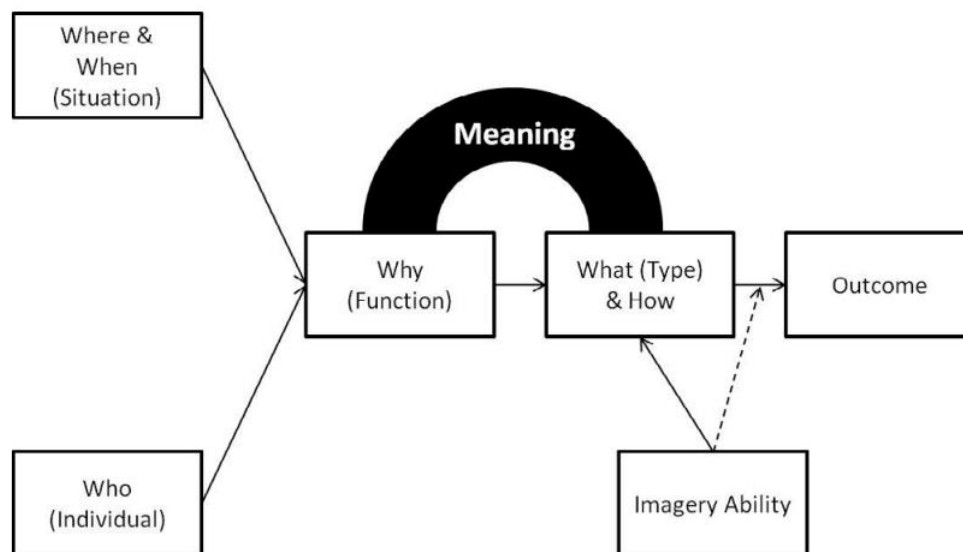 Where &
When
(Situation)
Meaning
Why
(Function)
What (Type)
& How
Outcome
Who
(Individual)
Imagery Ability